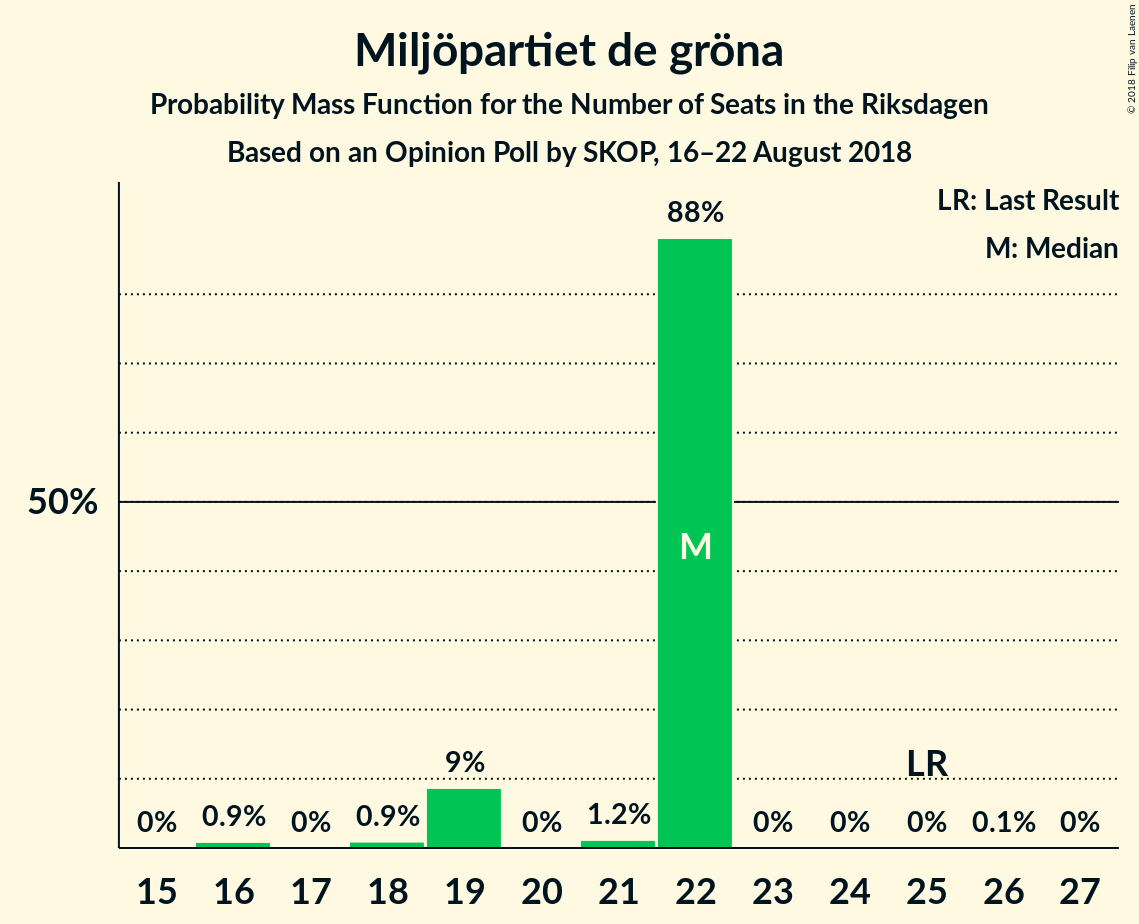 Miljöpartiet de gröna
Probability Mass Function for the Number of Seats in the Riksdagen
Based on an Opinion Poll by SKOP, 16–22 August 2018
© 2018 Filip van Laenen
LR: Last Result
M: Median
50%
0% 0.9% 0% 0.9% 9% 0% 1.2% 88% 0% 0% 0% 0.1% 0%
M
LR
15 16 17 18 19 20 21 22 23 24 25 26 27